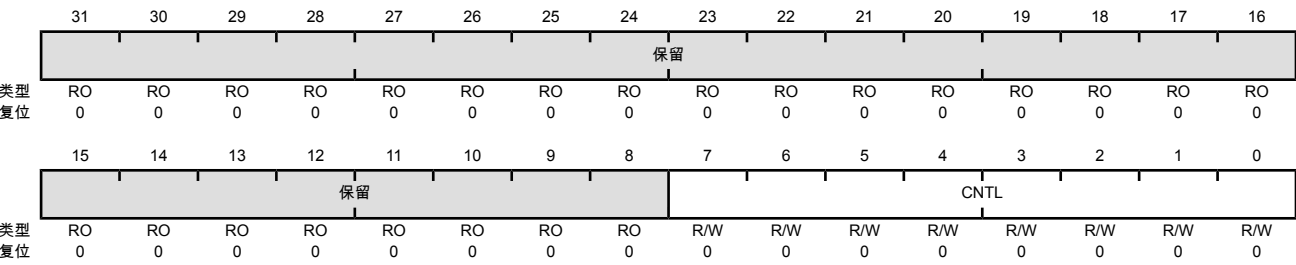 31 30 29 28 27 26 25 24 23 22 21 20 19 18 17 16
保留
类型 RO RO RO RO RO RO RO RO RO RO RO RO RO RO RO RO
复位 0 0 0 0 0 0 0 0 0 0 0 0 0 0 0 0
15 14 13 12 11 10 9 8 7 6 5 4 3 2 1 0
保留 CNTL
类型 RO RO RO RO RO RO RO RO R/W R/W R/W R/W R/W R/W R/W R/W
复位 0 0 0 0 0 0 0 0 0 0 0 0 0 0 0 0